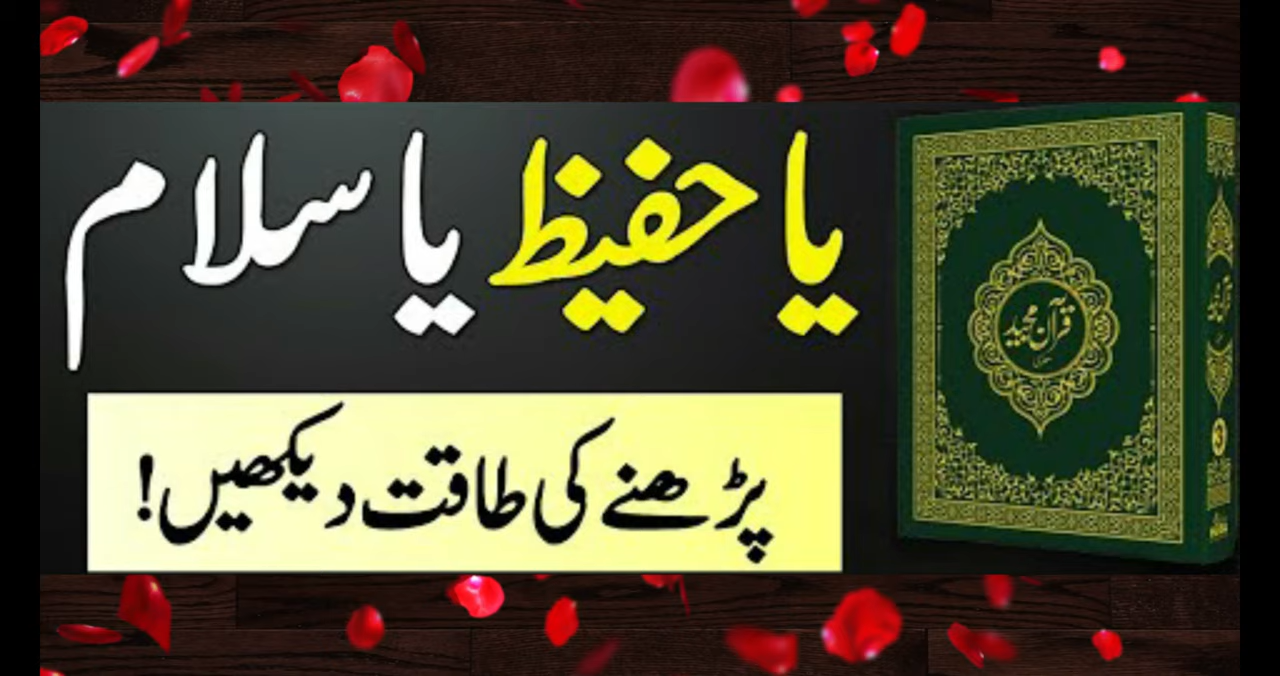 یا حفیظ یا سلام
پڑھنے کی طاقت دیکھیں!
قرآن مجید